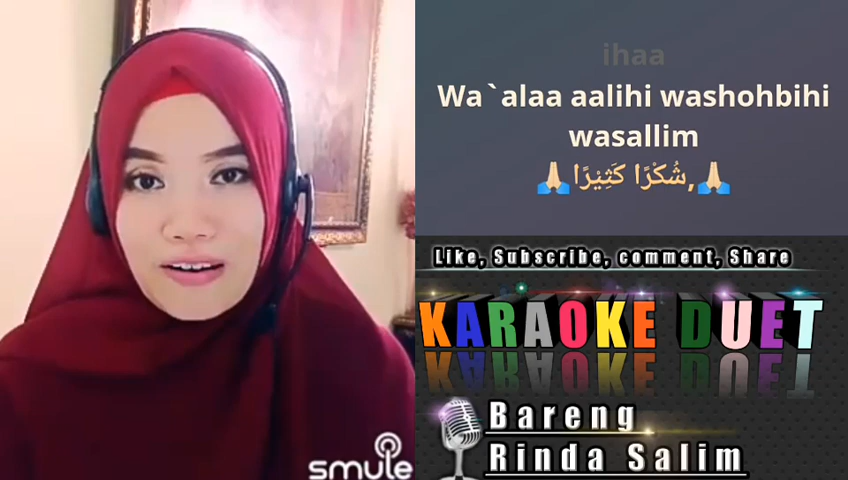 ihaa
Wa`alaa aalihi washohbihi
wasallim
🙏شُكْرًا كَثِيْرًا,🙏
Like, Subscribe, comment, Share
KARAOKE DUET
Bareng
Rinda Salim
smule